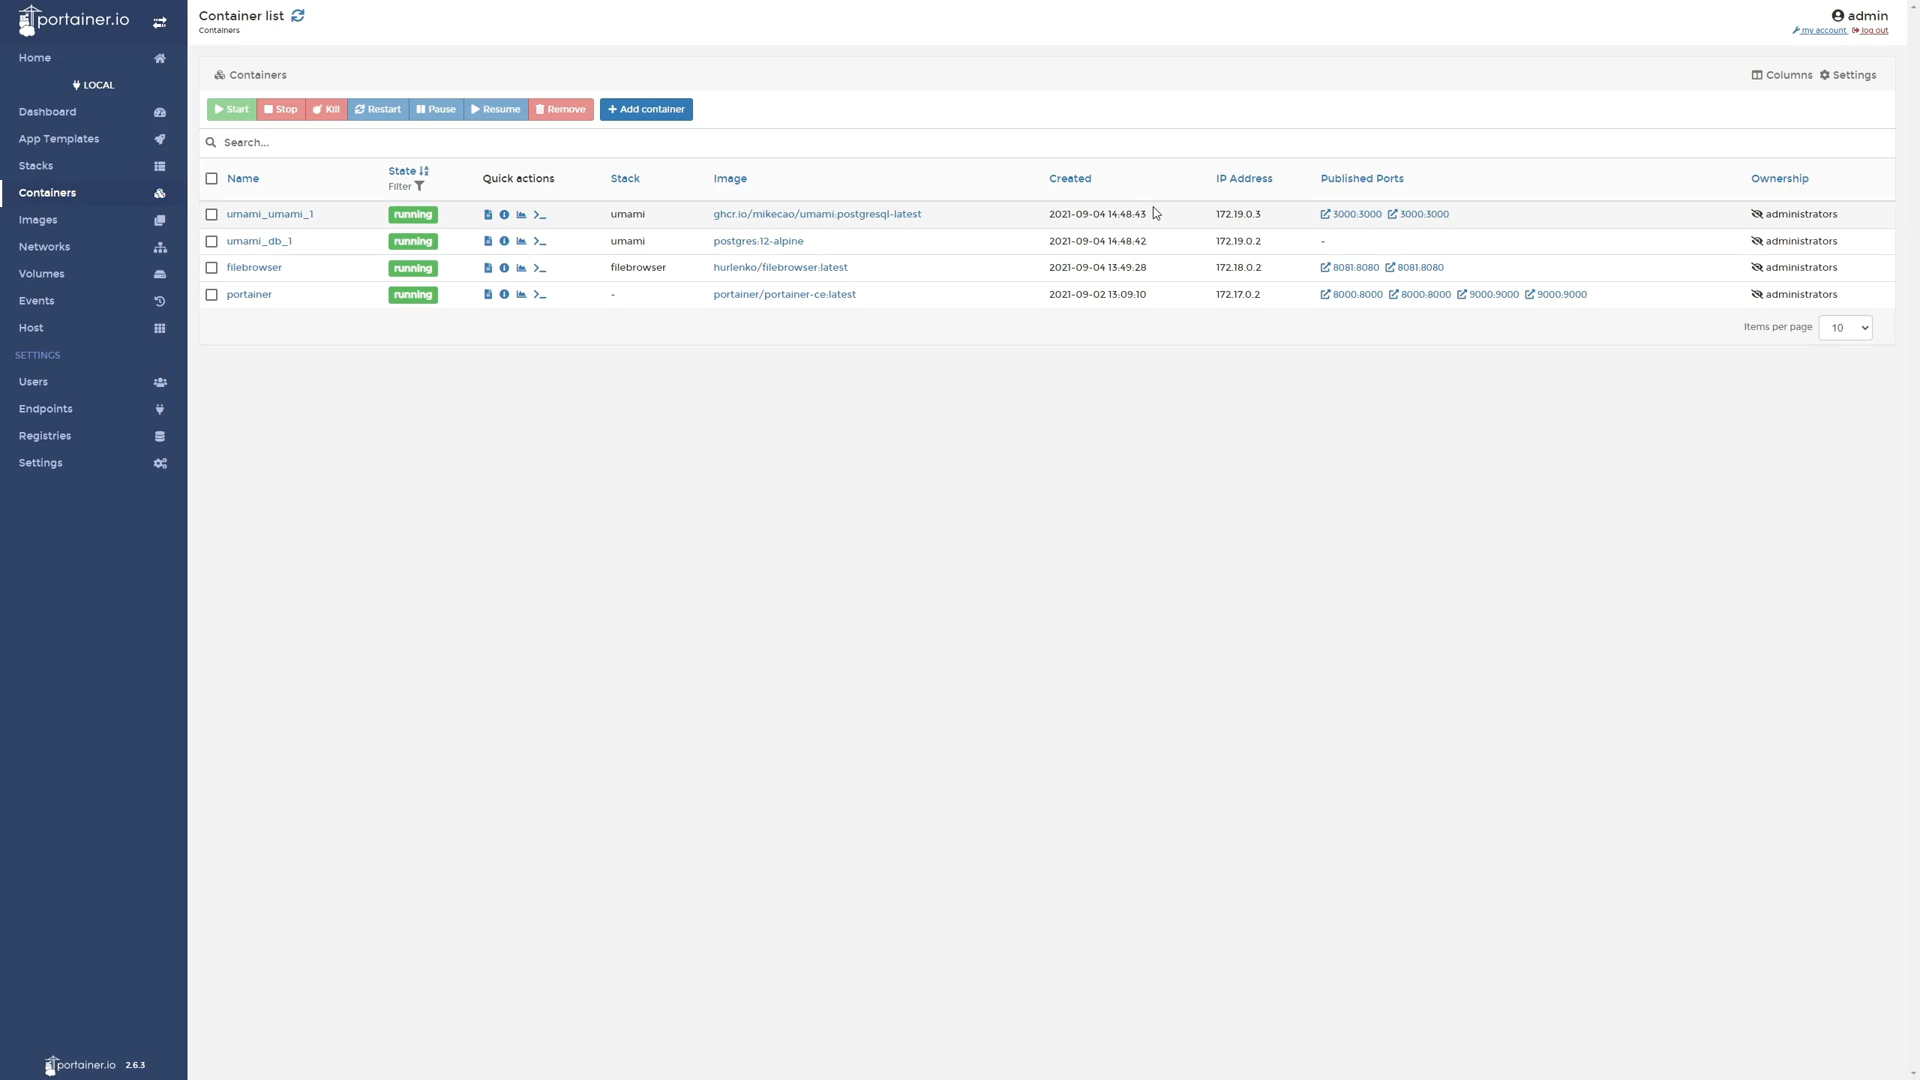 portainer.io
Container list
Containers
admin
my account log out
Home
LOCAL
Dashboard
App Templates
Stacks
Containers
Images
Networks
Volumes
Events
Host
SETTINGS
Users
Endpoints
Registries
Settings
Containers
Columns Settings
Start Stop Kill Restart Pause Resume Remove Add container
Search...
Name State Filter Quick actions Stack Image Created IP Address Published Ports Ownership
umami_umami_1 running umami ghcr.io/mikecao/umami:postgresql-latest 2021-09-04 14:48:43 172.19.0.3 3000:3000 3000:3000 administrators
umami_db_1 running umami postgres:12-alpine 2021-09-04 14:48:42 172.19.0.2 - administrators
filebrowser running filebrowser hurlenko/filebrowser:latest 2021-09-04 13:49:28 172.18.0.2 8081:8080 8081:8080 administrators
portainer running - portainer/portainer-ce:latest 2021-09-02 13:09:10 172.17.0.2 8000:8000 8000:8000 9000:9000 9000:9000 administrators
Items per page 10
portainer.io 2.6.3